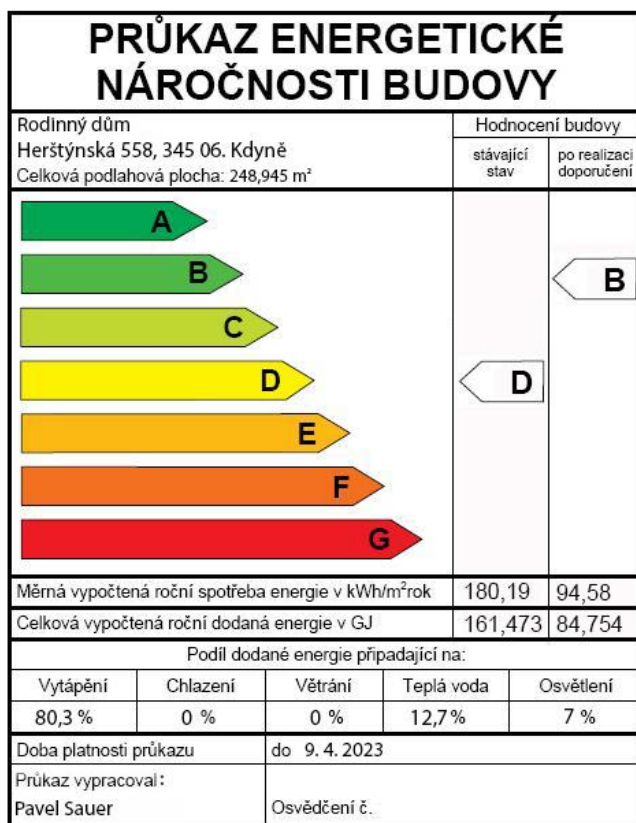 PRŮKAZ ENERGETICKÉ
NÁROČNOSTI BUDOVY
Rodinný dům
Herštýnská 558, 345 06. Kdyně
Celková podlahová plocha: 248,945 m²
Hodnocení budovy
stávající
stav
po realizaci
doporučení
A
B
B
C
D
D
E
F
G
Měrná vypočtená roční spotřeba energie v kWh/m²rok 180,19 94,58
Celková vypočtená roční dodaná energie v GJ 161,473 84,754
Podíl dodané energie připadající na:
Vytápění Chlazení Větrání Teplá voda Osvětlení
80,3 % 0 % 0 % 12,7% 7 %
Doba platnosti průkazu do 9. 4. 2023
Průkaz vypracoval:
Pavel Sauer Osvědčení č.